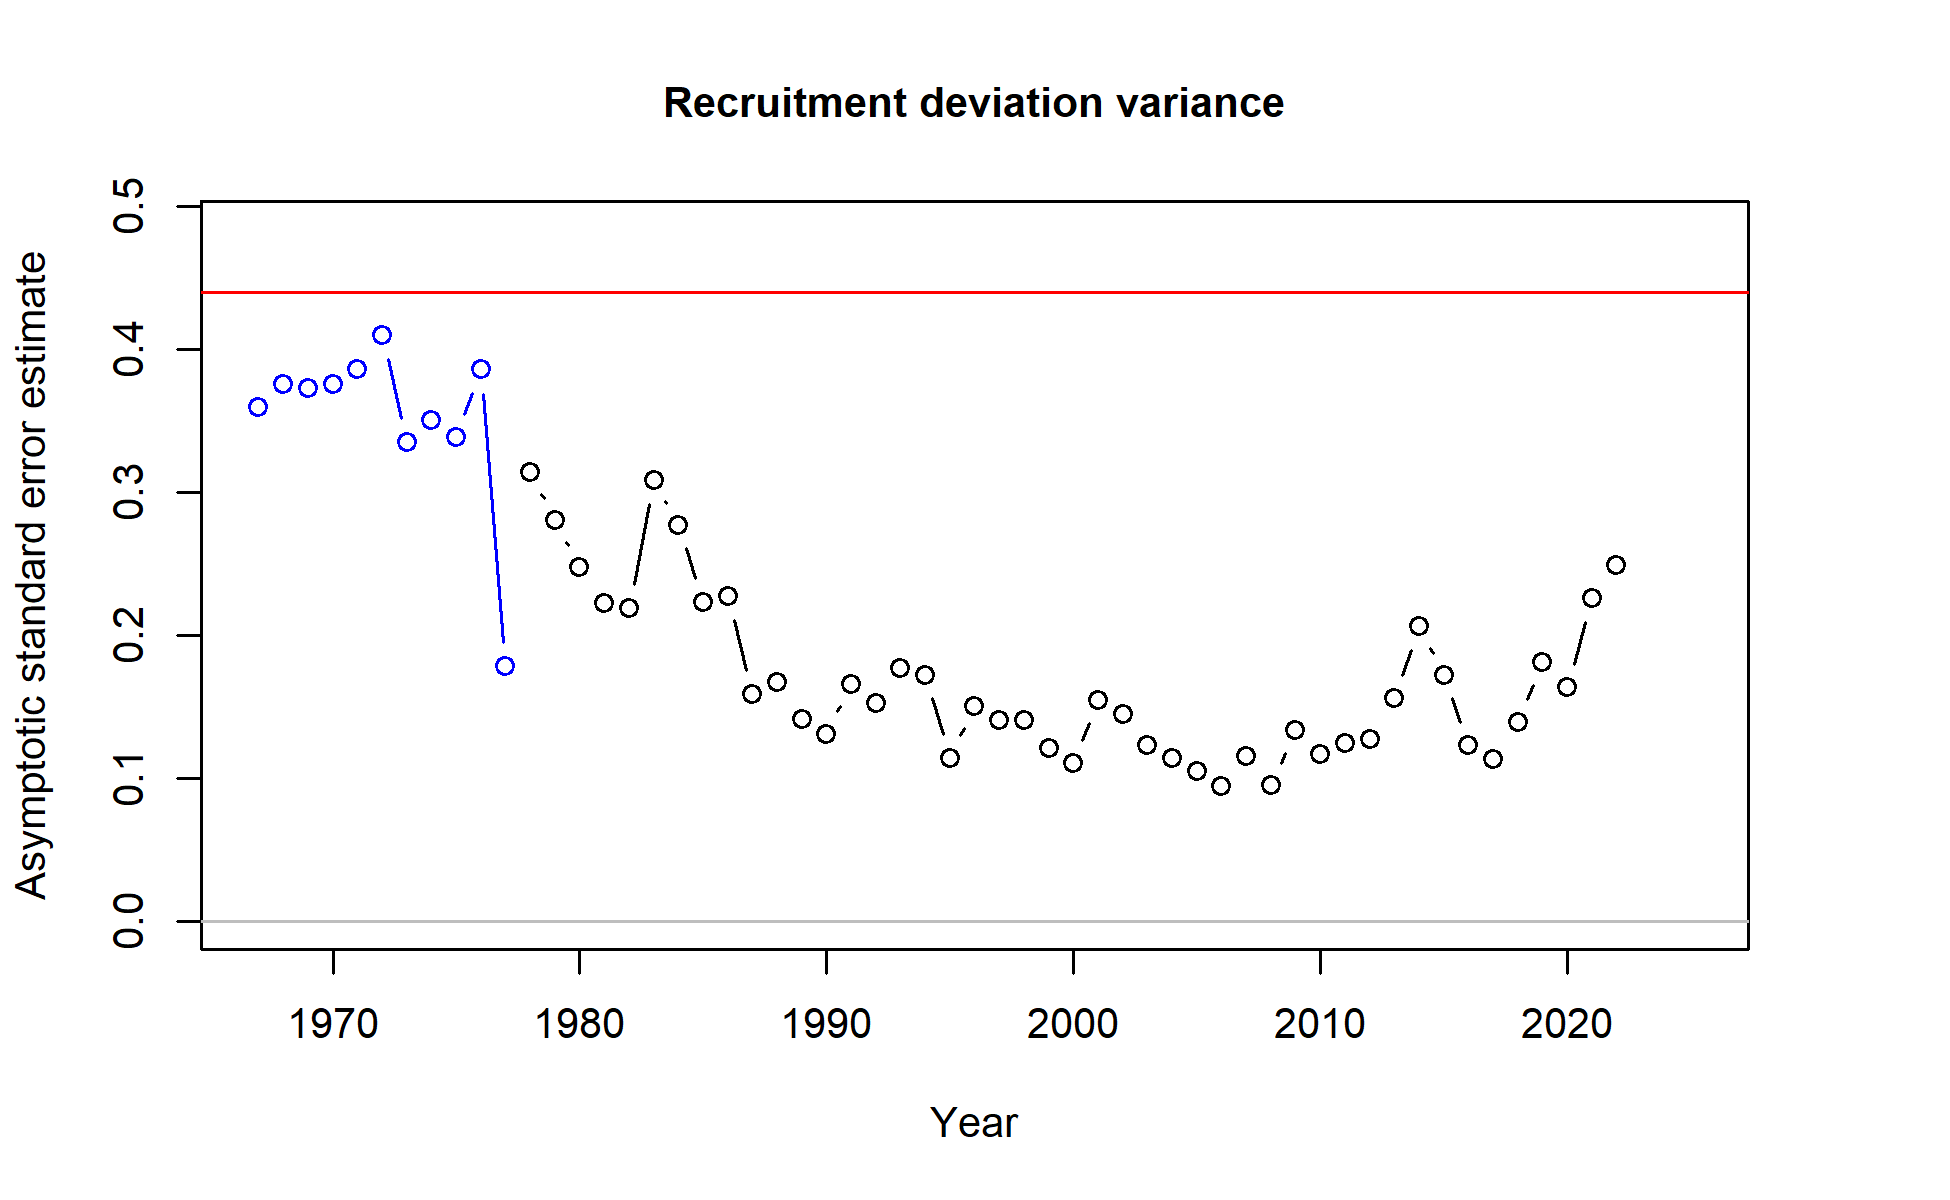 Recruitment deviation variance
Asymptotic standard error estimate
0.5
0.4
0.3
0.2
0.1
0.0
1970 1980 1990 2000 2010 2020
Year